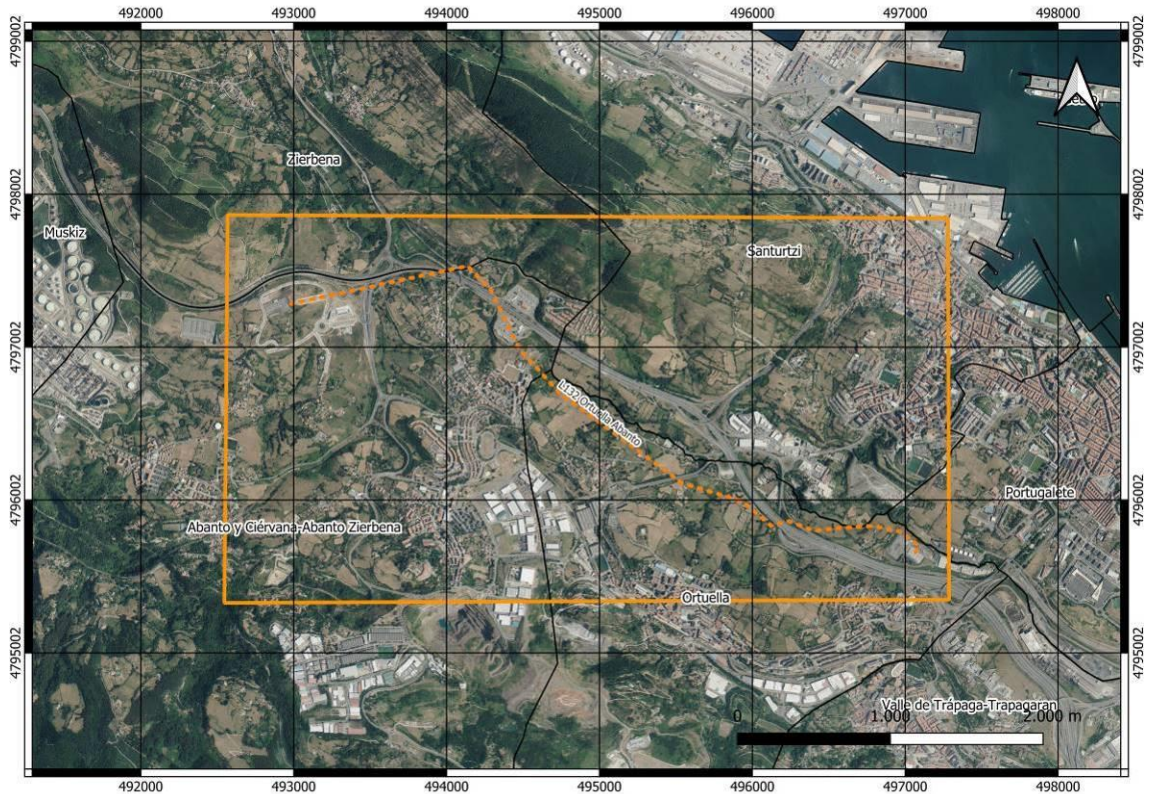 492000 493000 494000 495000 496000 497000 498000
4799002 4799002
Zierbena
4798002 4798002
Muskiz
Santurtzi
4797002 4797002
L132 Ortuella Abanto
Portugalete
4796002 4796002
Abanto y Ciérvana-Abanto Zierbena
Ortuella
4795002 4795002
Valle de Trápaga-Trapagaran
0 1.000 2.000 m
492000 493000 494000 495000 496000 497000 498000